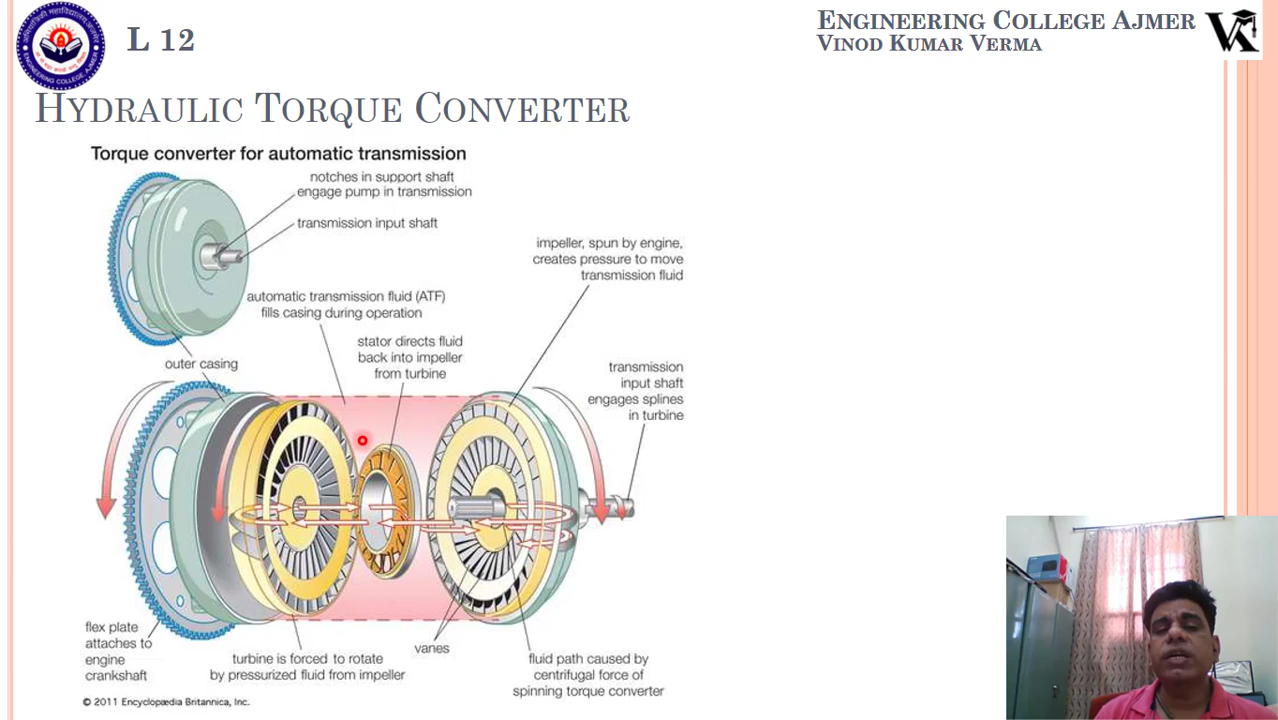 L 12
ENGINEERING COLLEGE AJMER
VINOD KUMAR VERMA
HYDRAULIC TORQUE CONVERTER
Torque converter for automatic transmission
notches in support shaft
engage pump in transmission
transmission input shaft
impeller, spun by engine,
creates pressure to move
transmission fluid
automatic transmission fluid (ATF)
fills casing during operation
stator directs fluid
back into impeller
from turbine
outer casing
transmission
input shaft
engages splines
in turbine
flex plate
attaches to
engine
crankshaft
turbine is forced to rotate
by pressurized fluid from impeller
vanes
fluid path caused by
centrifugal force of
spinning torque converter
© 2011 Encyclopædia Britannica, Inc.